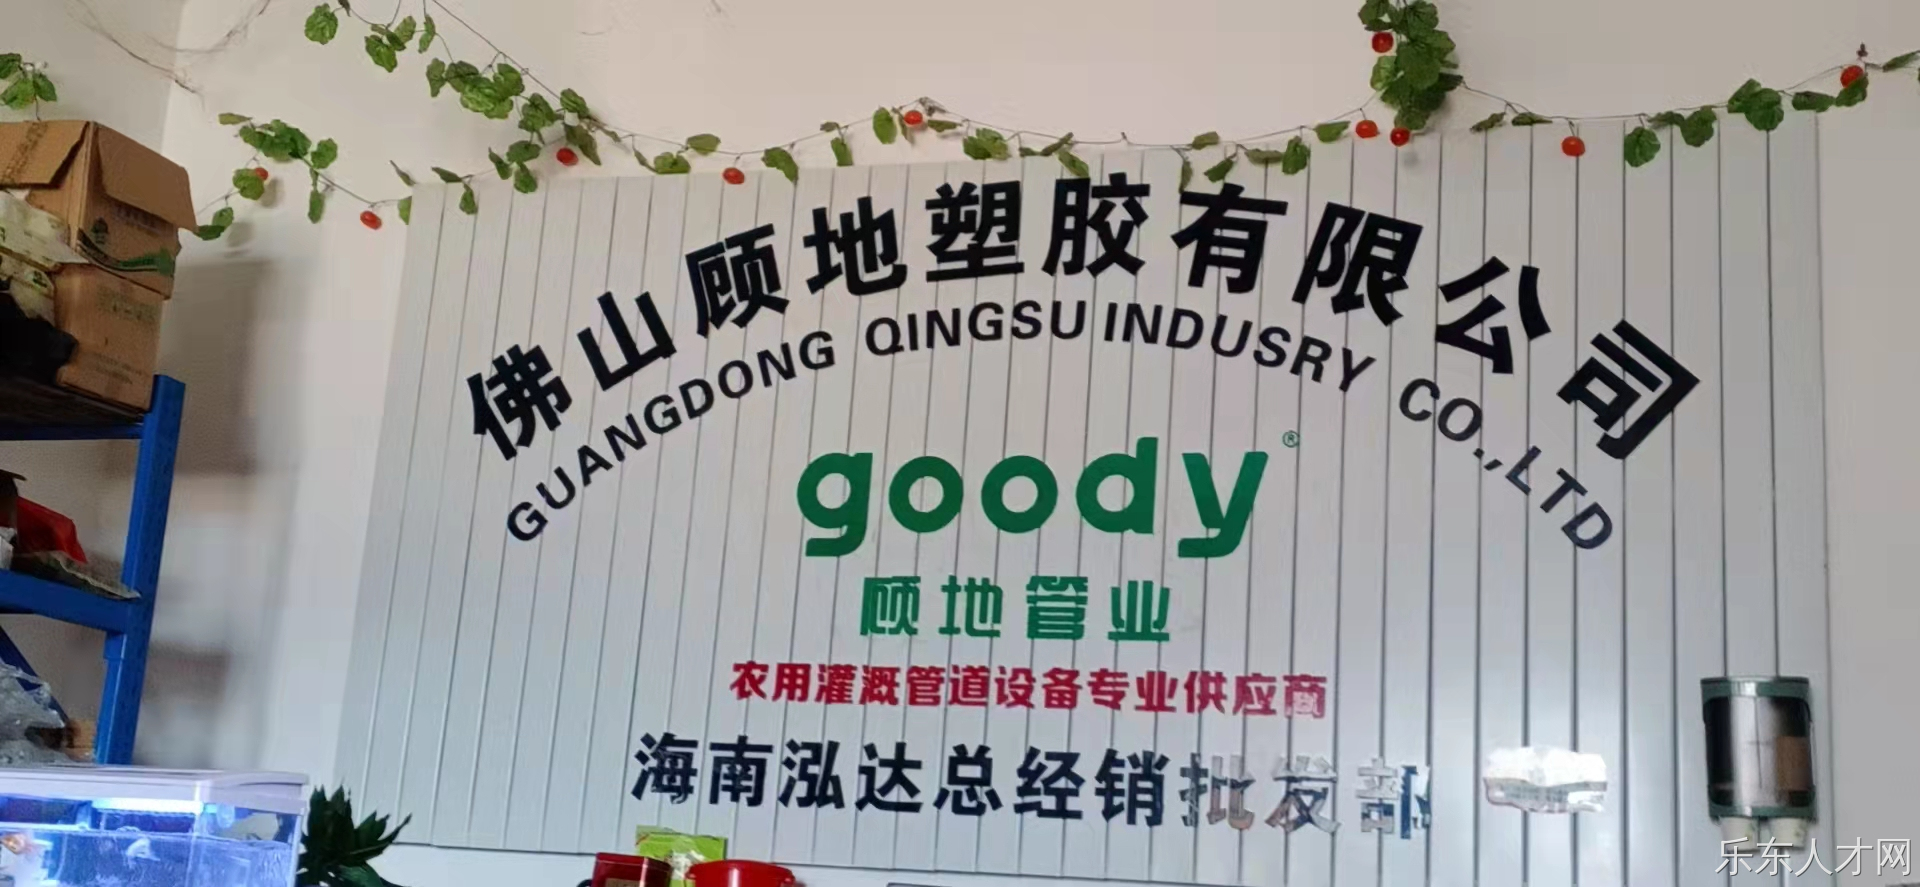 佛山顾地塑胶有限公司
GUANGDONG QINGSU INDUSRY CO.,LTD
goody®
顾地管业
农用灌溉管道设备专业供应商
海南泓达总经销批发部
乐东人才网